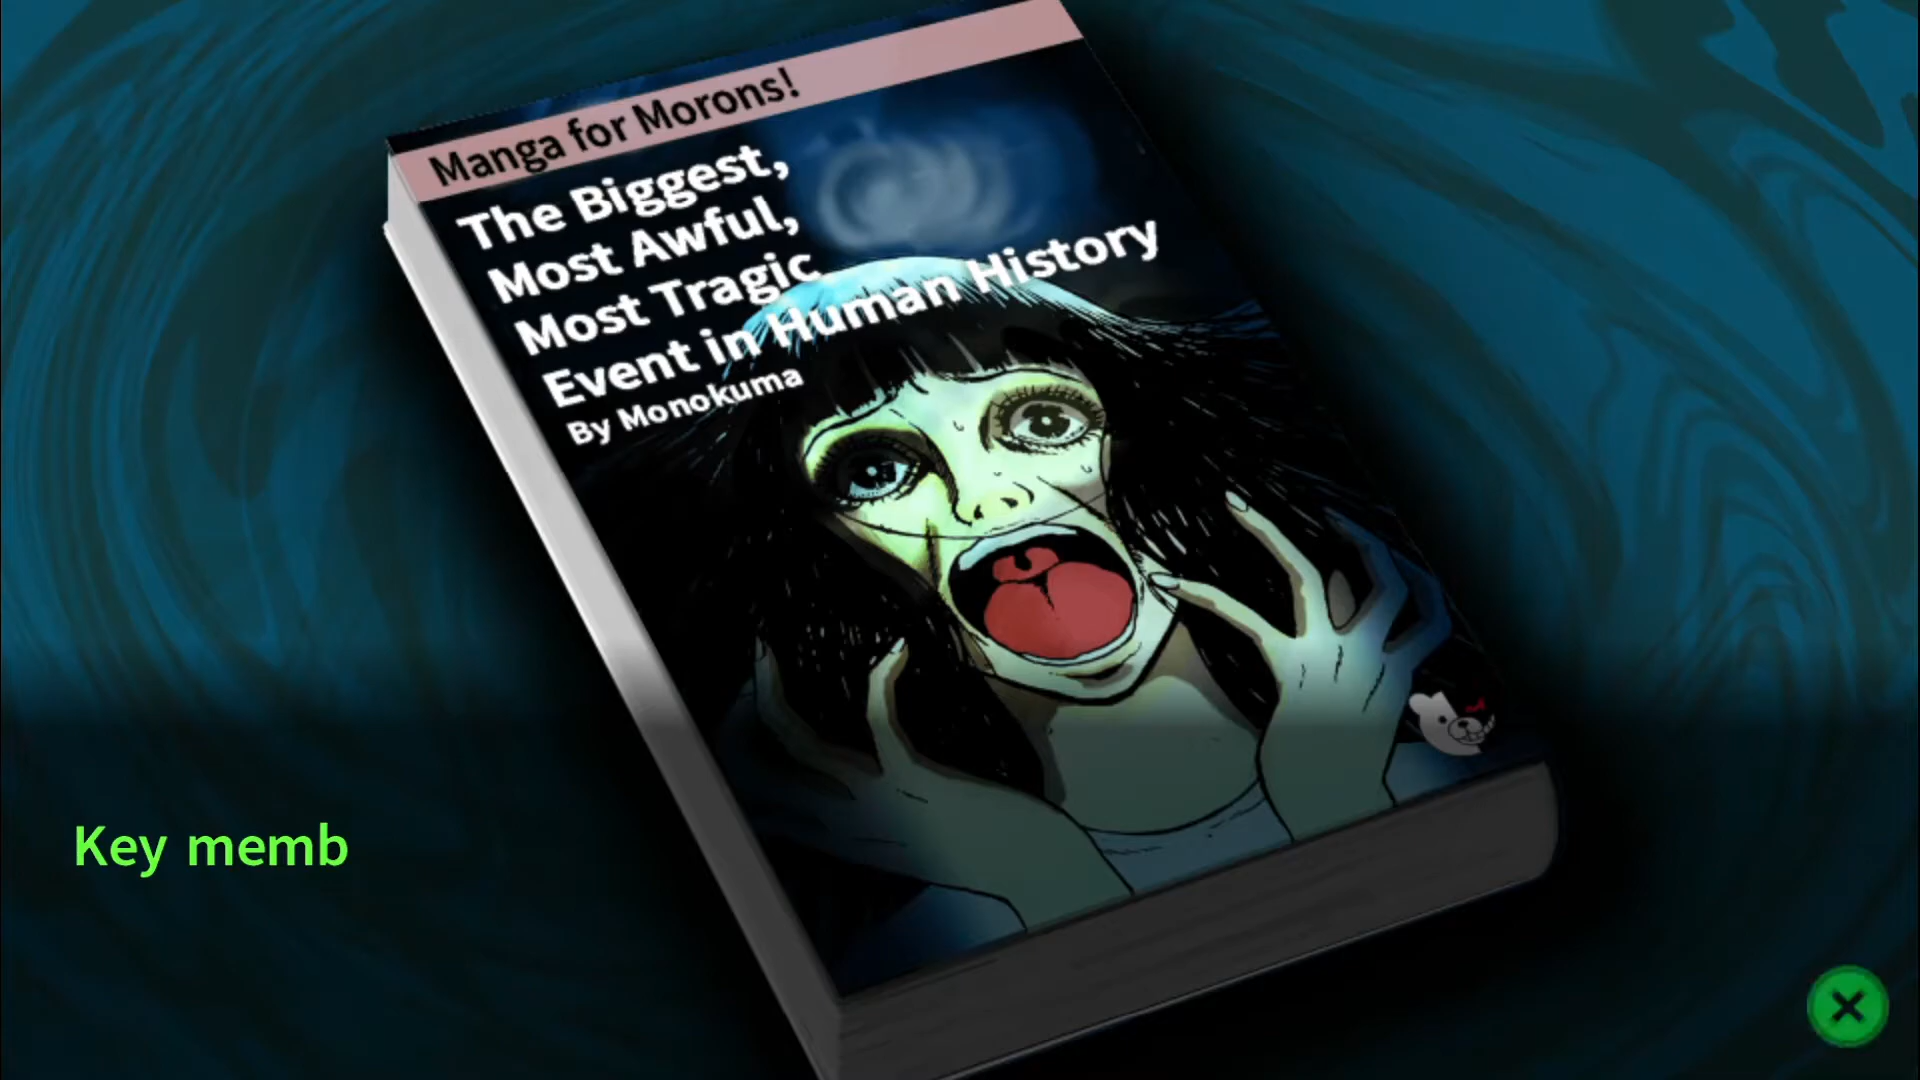 Manga for Morons!
The Biggest,
Most Awful,
Most Tragic
Event in Human History
By Monokuma
Key memb